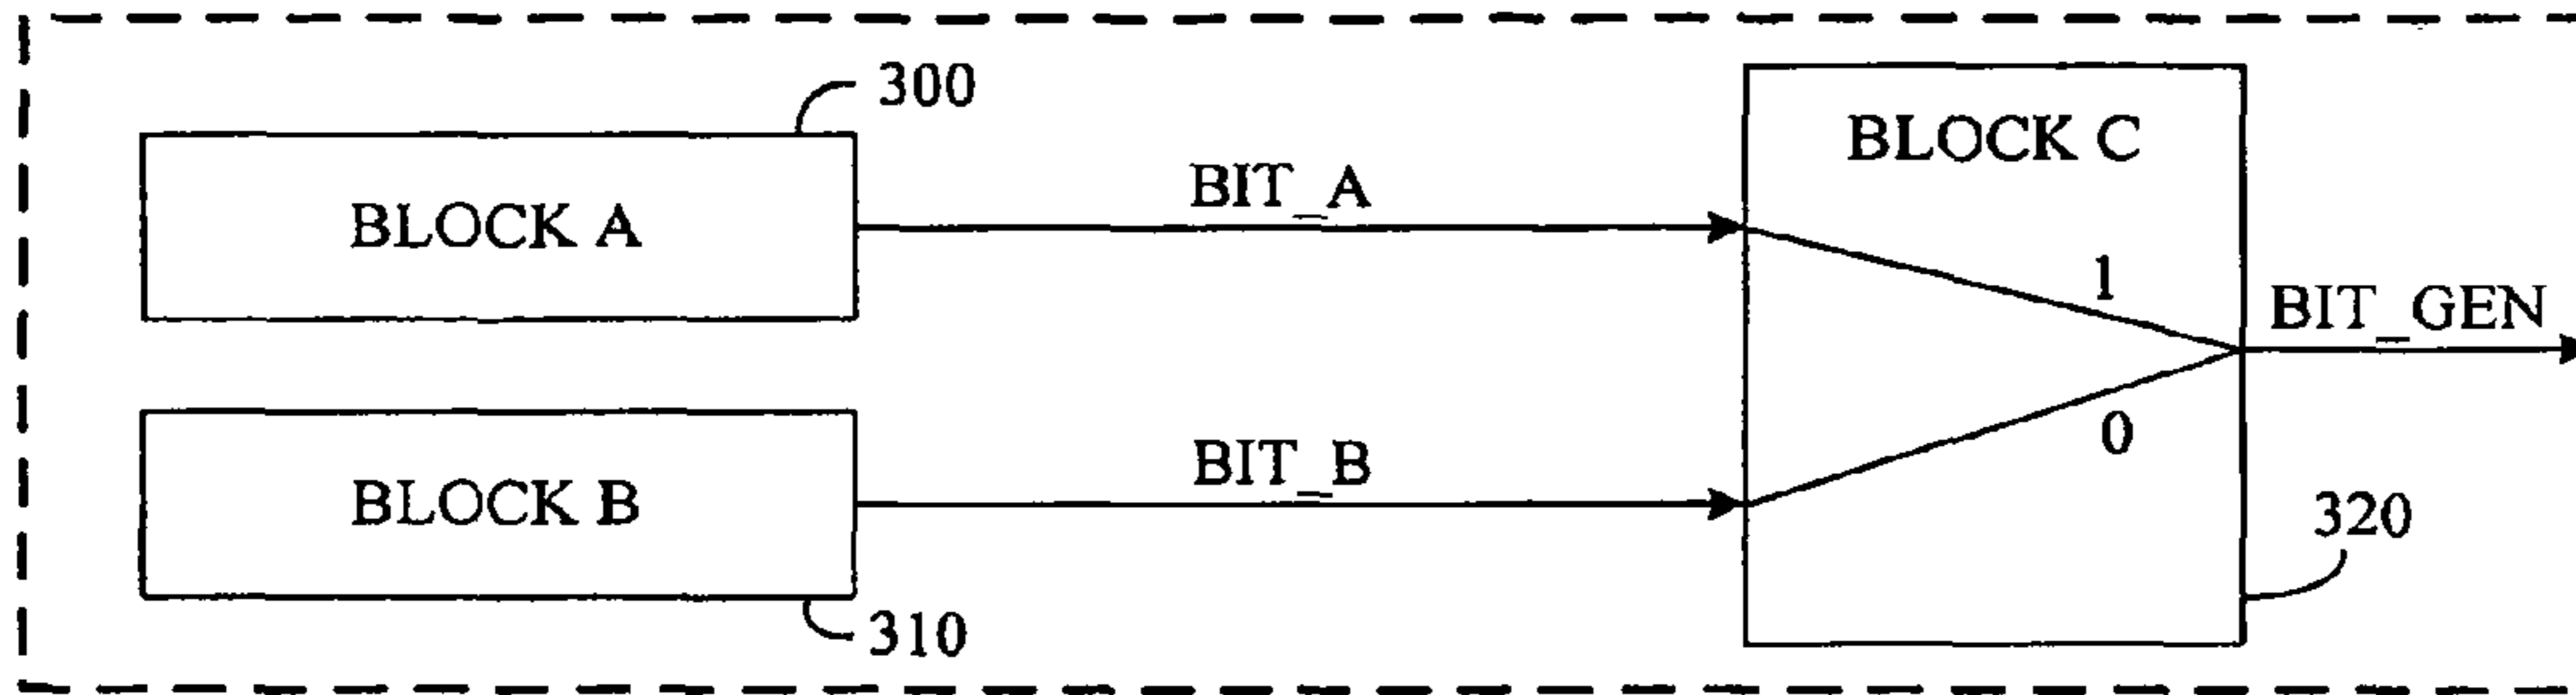 300
BLOCK A
BIT_A
BLOCK C
1
BIT_GEN
0
BLOCK B
BIT_B
310
320